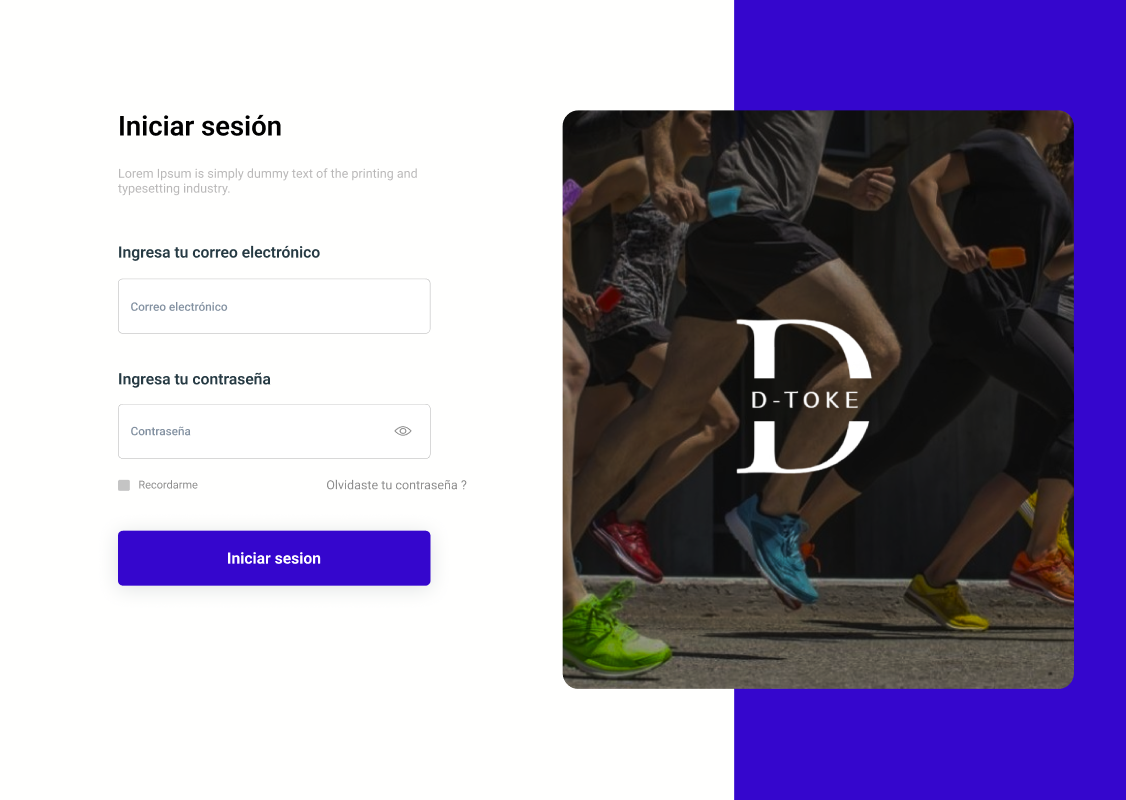 Iniciar sesión
Lorem Ipsum is simply dummy text of the printing and
typesetting industry.
Ingresa tu correo electrónico
Correo electrónico
Ingresa tu contraseña
Contraseña
Recordarme
Olvidaste tu contraseña ?
Iniciar sesion
D-TOKE